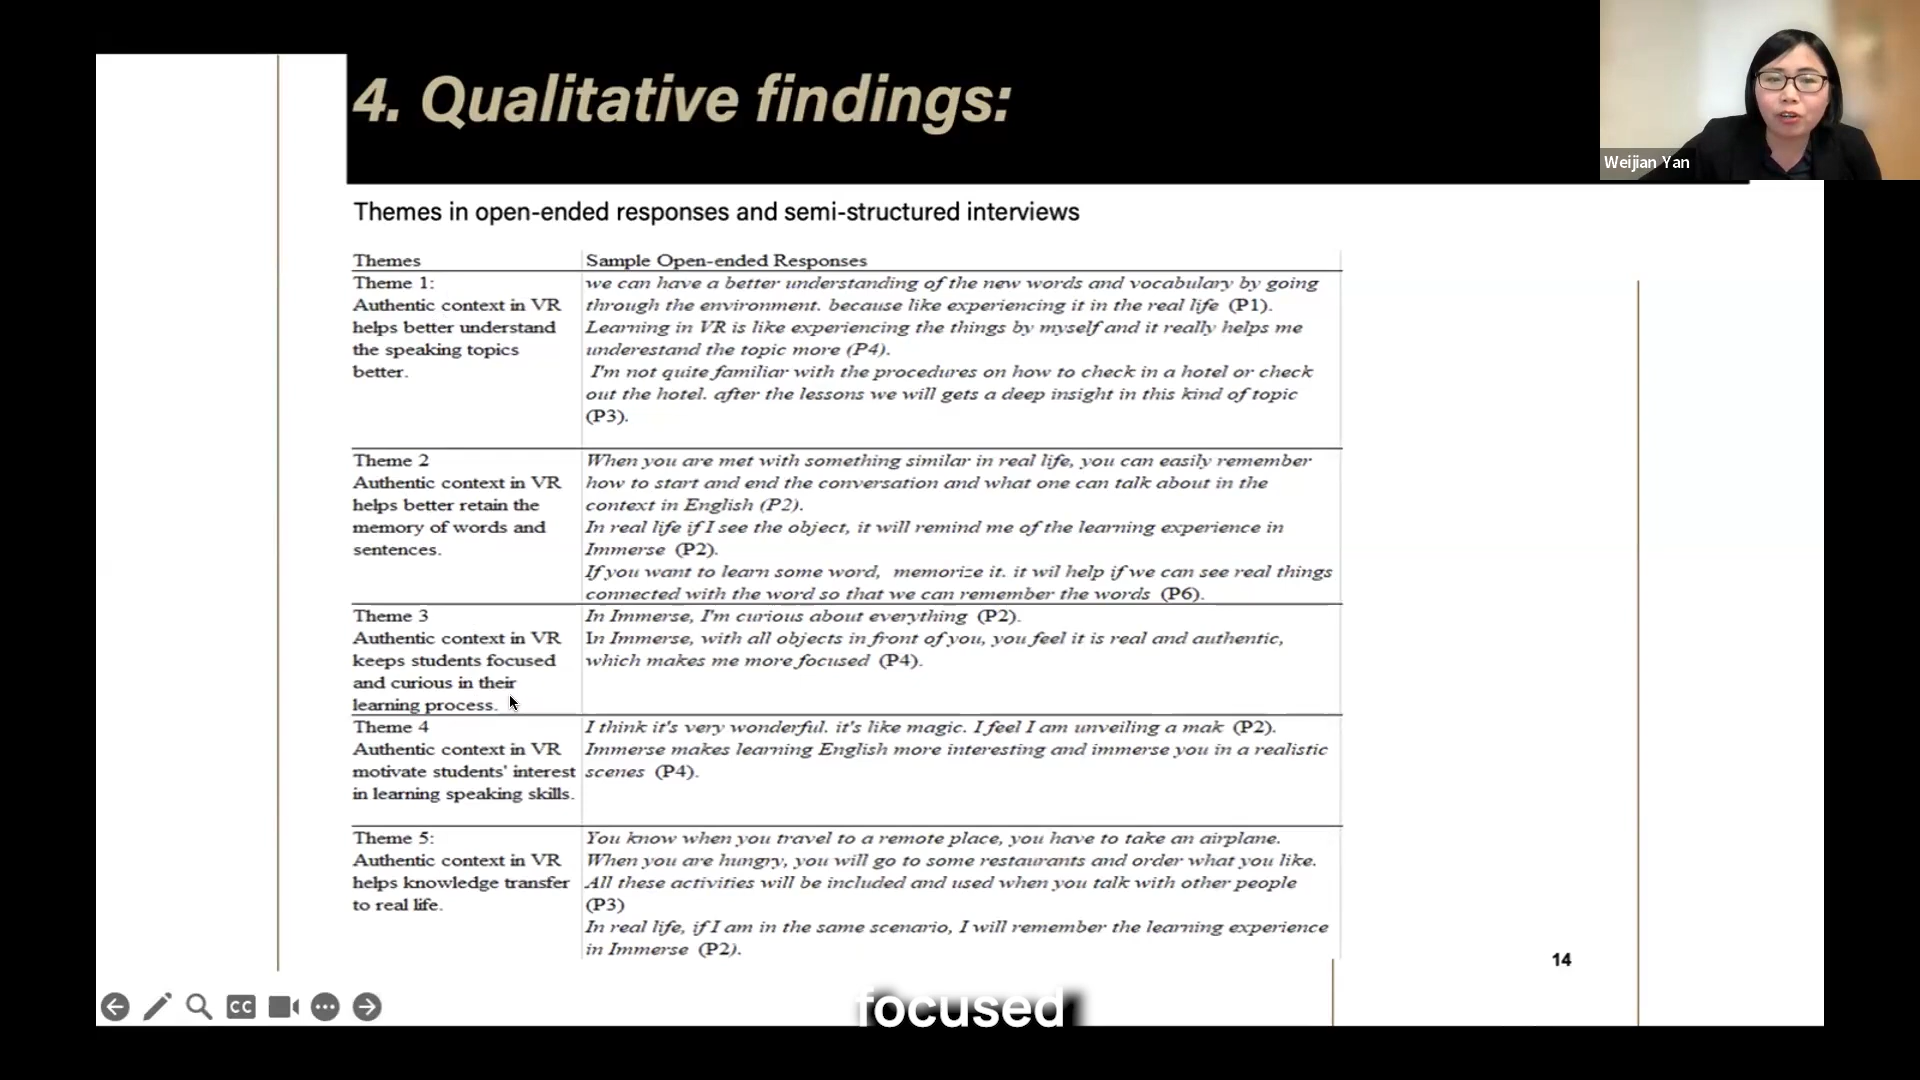 4. Qualitative findings:
Weijian Yan
Themes in open-ended responses and semi-structured interviews
Themes
Sample Open-ended Responses
Theme 1:
Authentic context in VR
helps better understand
the speaking topics
better.
we can have a better understanding of the new words and vocabulary by going
through the environment. because like experiencing it in the real life (P1).
Learning in VR is like experiencing the things by myself and it really helps me
underestand the topic more (P4).
I'm not quite familiar with the procedures on how to check in a hotel or check
out the hotel. after the lessons we will gets a deep insight in this kind of topic
(P3).
Theme 2
Authentic context in VR
helps better retain the
memory of words and
sentences.
When you are met with something similar in real life, you can easily remember
how to start and end the conversation and what one can talk about in the
context in English (P2).
In real life if I see the object, it will remind me of the learning experience in
Immerse (P2).
If you want to learn some word, memorize it. it wil help if we can see real things
connected with the word so that we can remember the words (P6).
Theme 3
Authentic context in VR
keeps students focused
and curious in their
learning process.
In Immerse, I'm curious about everything (P2).
In Immerse, with all objects in front of you, you feel it is real and authentic,
which makes me more focused (P4).
Theme 4
Authentic context in VR
motivate students' interest
in learning speaking skills.
I think it's very wonderful. it's like magic. I feel I am unveiling a mak (P2).
Immerse makes learning English more interesting and immerse you in a realistic
scenes (P4).
Theme 5:
Authentic context in VR
helps knowledge transfer
to real life.
You know when you travel to a remote place, you have to take an airplane.
When you are hungry, you will go to some restaurants and order what you like.
All these activities will be included and used when you talk with other people
(P3)
In real life, if I am in the same scenario, I will remember the learning experience
in Immerse (P2).
14
CC
focused